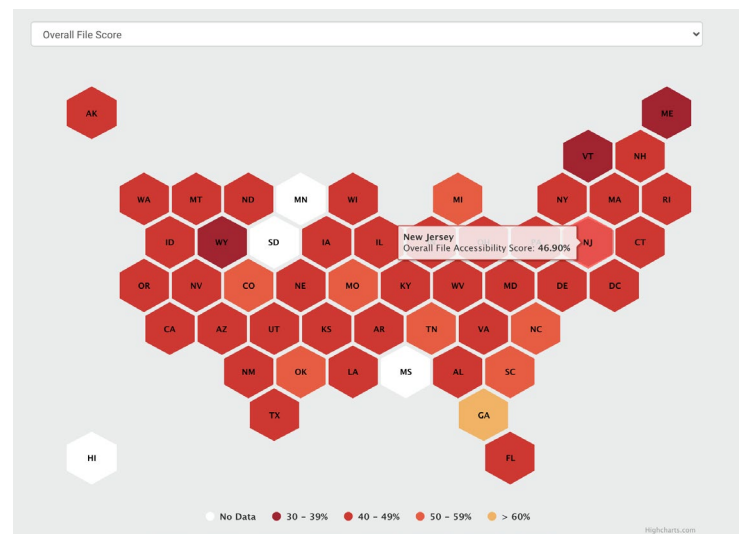 Overall File Score
AK
ME
VT NH
WA MT ND MN WI MI NY MA RI
ID WY SD IA IL NJ CT
New Jersey
Overall File Accessibility Score: 46.90%
OR NV CO NE MO KY WV MD DE DC
CA AZ UT KS AR TN VA NC
NM OK LA MS AL SC
TX GA
HI FL
No Data 30 – 39% 40 – 49% 50 – 59% > 60%
Highcharts.com